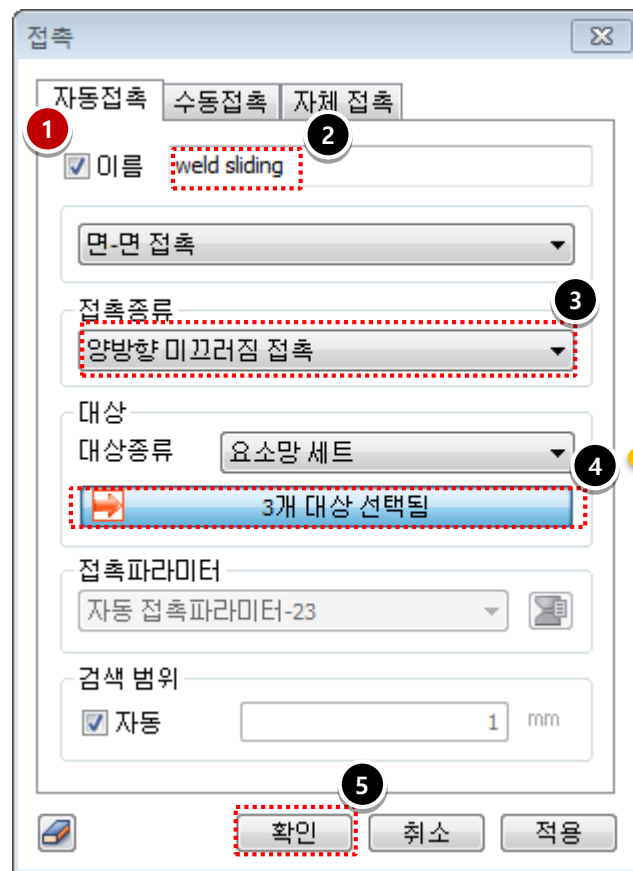 접촉
자동접촉 수동접촉 자체 접촉
1
2
이름 weld sliding
면-면 접촉
3
접촉종류
양방향 미끄러짐 접촉
대상
대상종류 요소망 세트
4
3개 대상 선택됨
접촉파라미터
자동 접촉파라미터-23
검색 범위
자동 1 mm
5
확인 취소 적용